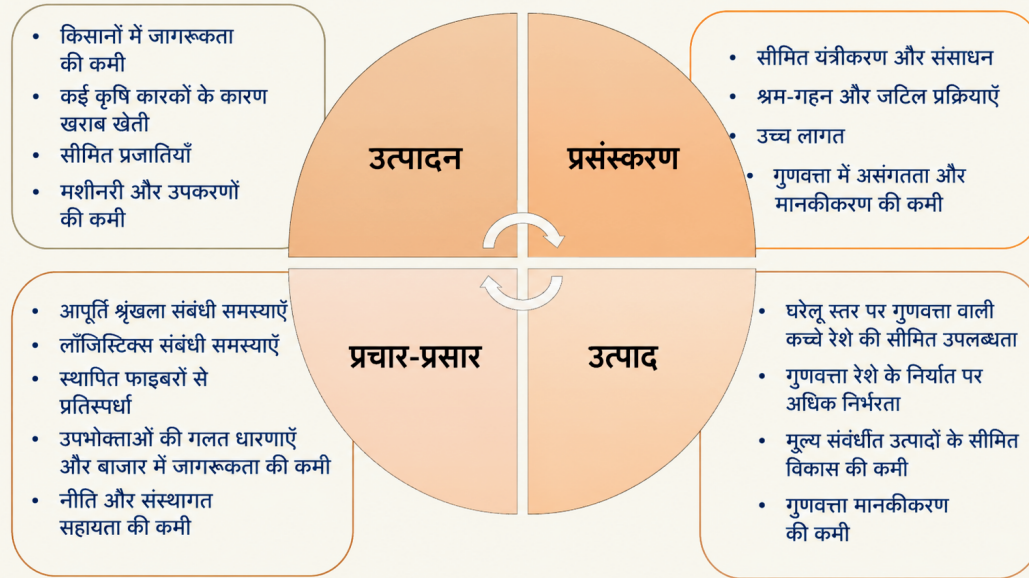 • किसानों में जागरूकता
की कमी
• कई कृषि कारकों के कारण
खराब खेती
• सीमित प्रजातियाँ
• मशीनरी और उपकरणों
की कमी
उत्पादन
प्रसंस्करण
• सीमित यंत्रीकरण और संसाधन
• श्रम-गहन और जटिल प्रक्रियाएँ
• उच्च लागत
• गुणवत्ता में असंगतता और
मानकीकरण की कमी
• आपूर्ति श्रृंखला संबंधी समस्याएँ
• लॉजिस्टिक्स संबंधी समस्याएँ
• स्थापित फाइबरों से
प्रतिस्पर्धा
• उपभोक्ताओं की गलत धारणाएँ
और बाजार में जागरूकता की कमी
• नीति और संस्थागत
सहायता की कमी
प्रचार-प्रसार
उत्पाद
• घरेलू स्तर पर गुणवत्ता वाली
कच्चे रेशे की सीमित उपलब्धता
• गुणवत्ता रेशे के निर्यात पर
अधिक निर्भरता
• मूल्य संवंर्धीत उत्पादों के सीमित
विकास की कमी
• गुणवत्ता मानकीकरण
की कमी